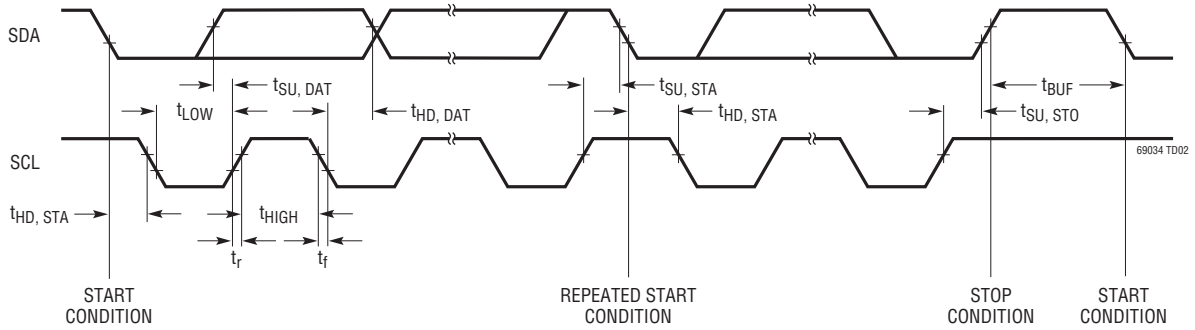 SDA
tSU, DAT
tSU, STA
tBUF
tLOW
tHD, DAT
tHD, STA
tSU, STO
SCL
69034 TD02
tHD, STA
tHIGH
tr
tf
START
CONDITION
REPEATED START
CONDITION
STOP
CONDITION
START
CONDITION